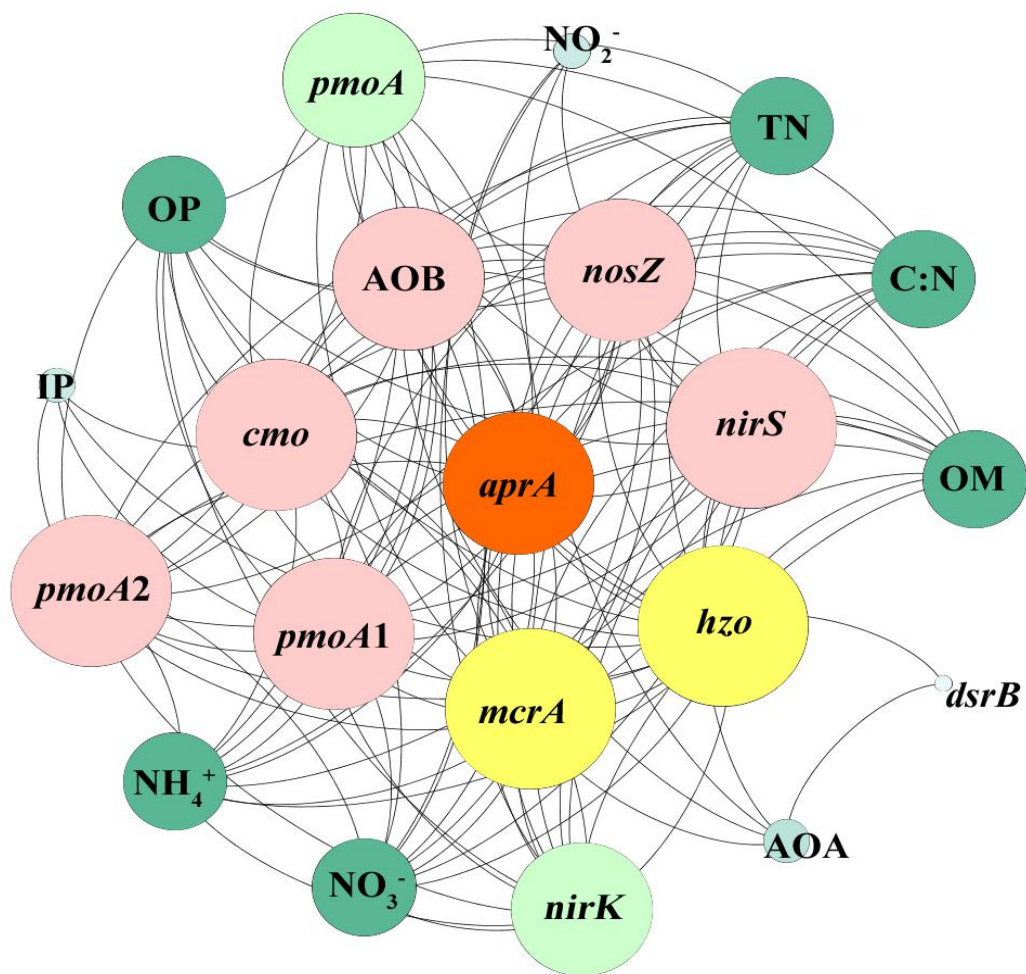 NO₂⁻
pmoA
TN
OP
AOB
nosZ
C:N
IP
cmo
nirS
aprA
OM
pmoA2
pmoA1
hzo
mcrA
dsrB
NH₄⁺
AOA
NO₃⁻
nirK